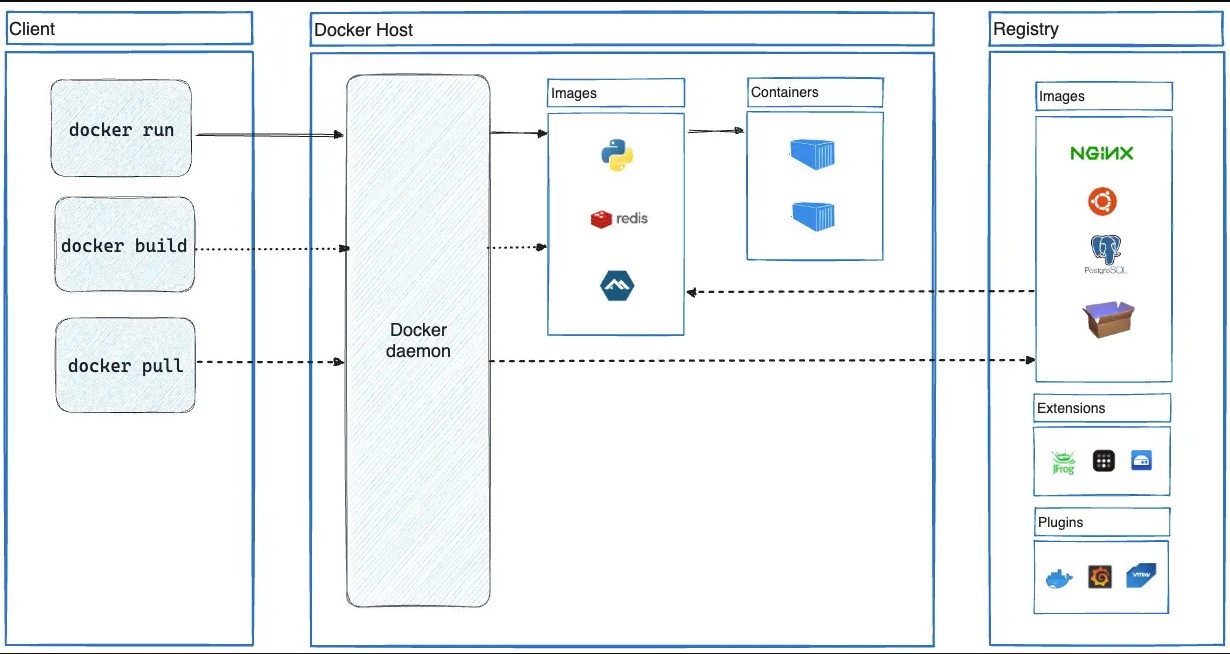 Client
docker run
docker build
docker pull
Docker Host
Docker
daemon
Images
redis
Containers
Registry
Images
NGINX
PostgreSQL
Extensions
JFrog
Plugins
vmw